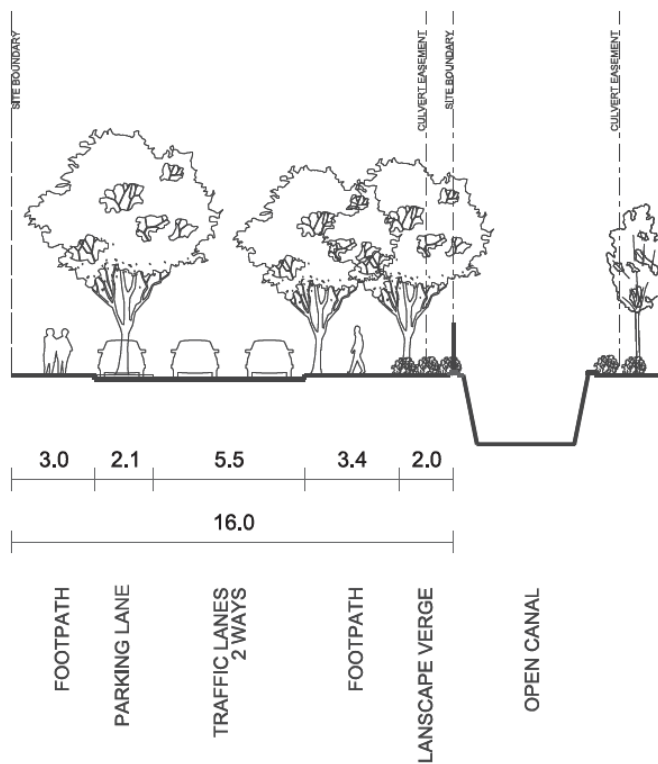 SITE BOUNDARY
CULVERT EASEMENT
SITE BOUNDARY
CULVERT EASEMENT
3.0
2.1
5.5
3.4
2.0
16.0
FOOTPATH
PARKING LANE
TRAFFIC LANES
2 WAYS
FOOTPATH
LANSCAPE VERGE
OPEN CANAL